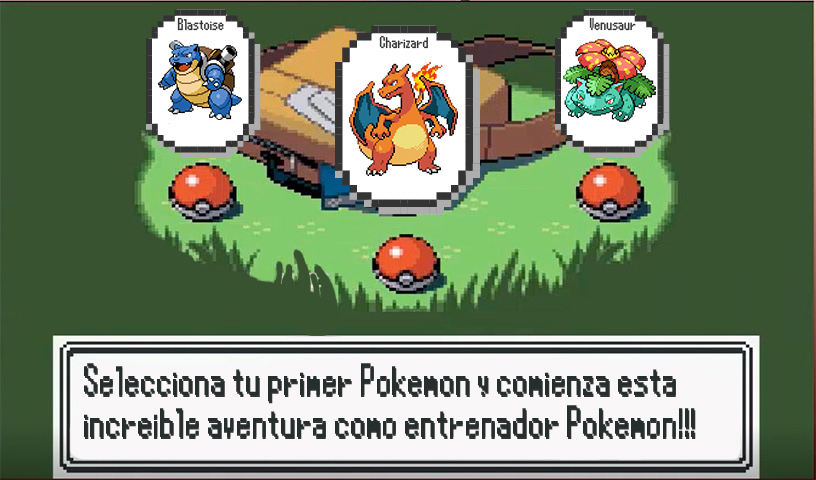 Blastoise
Charizard
Venusaur
Selecciona tu primer Pokemon y comienza esta
increible aventura como entrenador Pokemon!!!